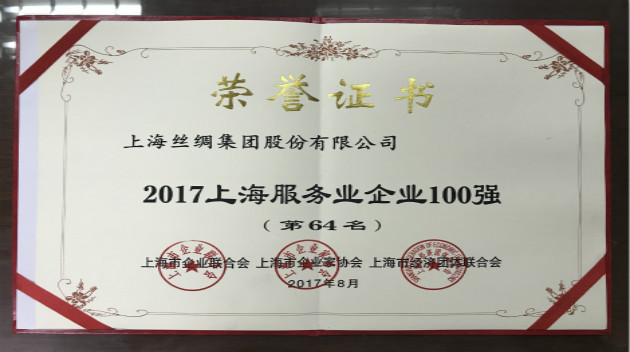 荣誉证书
上海丝绸集团股份有限公司
2017上海服务业企业100强
（第64名）
上海市企业联合会 上海市企业家协会 上海市经济团体联合会
2017年8月